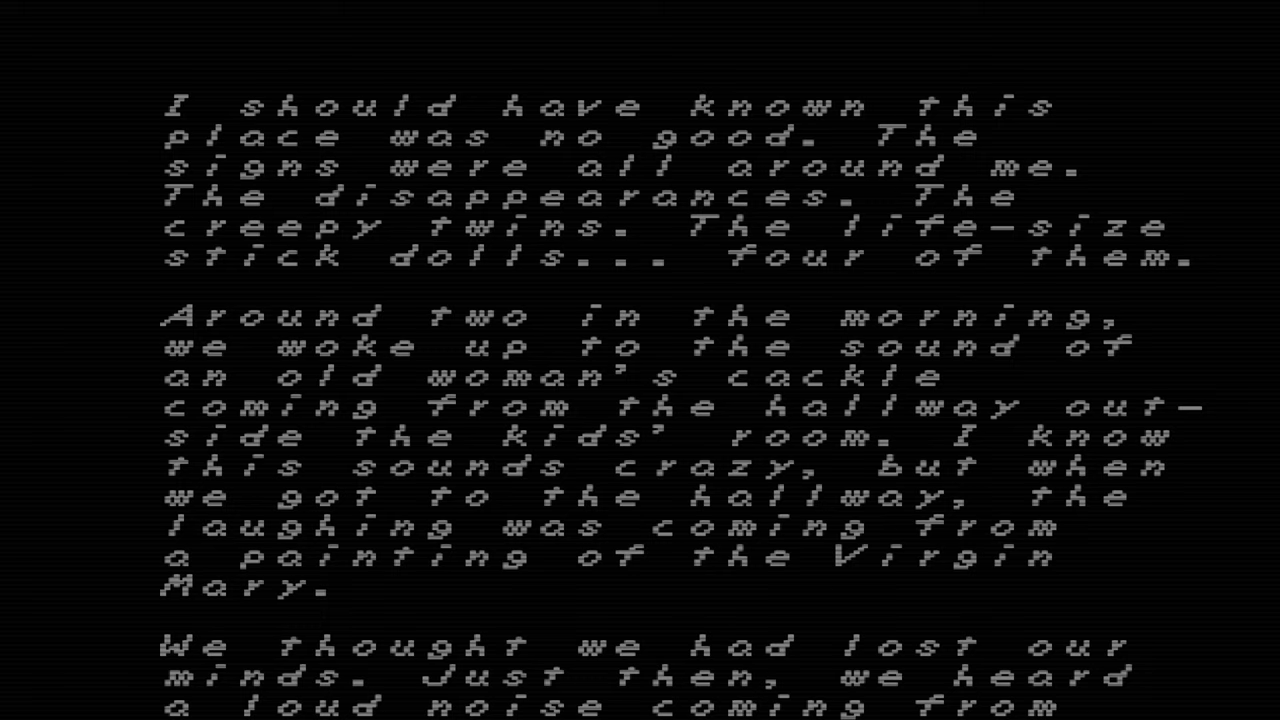 I should have known this
place was no good. The
signs were all around me.
The disappearances. The
creepy twins. The life-size
stick dolls... four of them.
Around two in the morning,
we woke up to the sound of
an old woman's cackle
coming from the hallway out-
side the kids' room. I know
this sounds crazy, but when
we got to the hallway, the
laughing was coming from
a painting of the Virgin
Mary.
We thought we had lost our
minds. Just then, we heard
a loud noise coming from